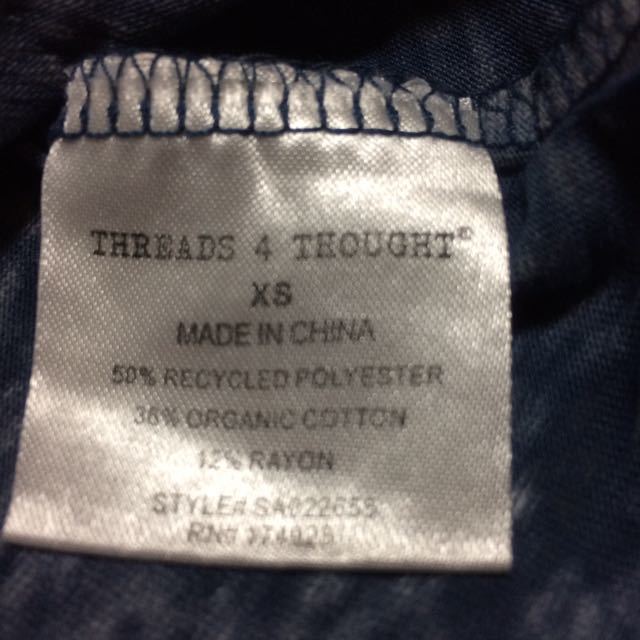 THREADS 4 THOUGHT®
XS
MADE IN CHINA
50% RECYCLED POLYESTER
38% ORGANIC COTTON
12% RAYON
STYLE#
RN#